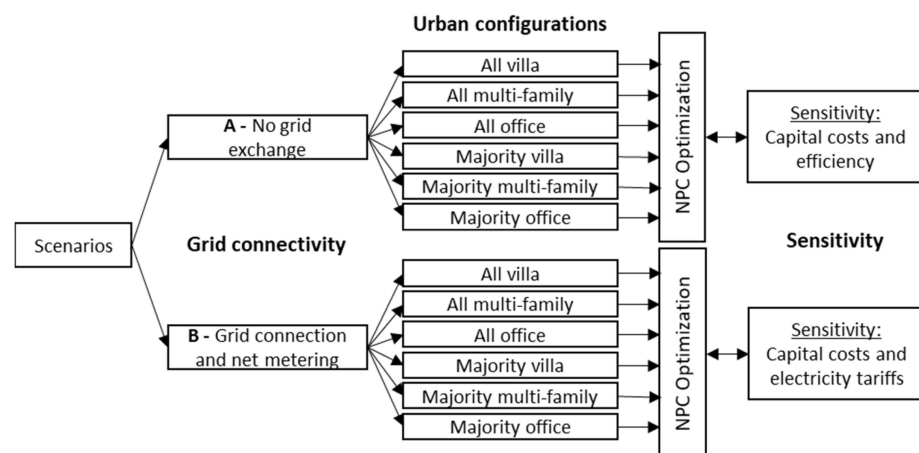 Urban configurations
All villa
All multi-family
All office
Majority villa
Majority multi-family
Majority office
A - No grid
exchange
NPC Optimization
Sensitivity:
Capital costs and
efficiency
Scenarios
Grid connectivity
Sensitivity
All villa
All multi-family
All office
Majority villa
Majority multi-family
Majority office
B - Grid connection
and net metering
NPC Optimization
Sensitivity:
Capital costs and
electricity tariffs